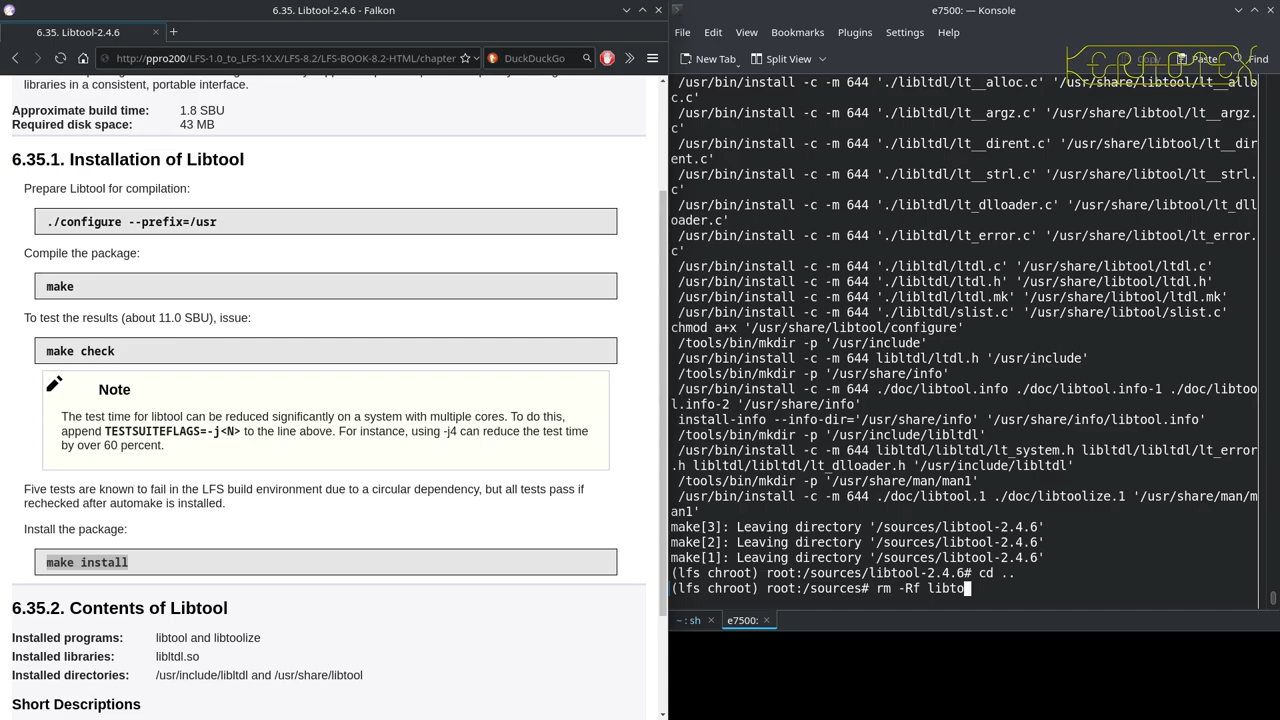 6.35. Libtool-2.4.6 - Falkon
6.35. Libtool-2.4.6
http://ppro200/LFS-1.0_to_LFS-1X.X/LFS-8.2/LFS-BOOK-8.2-HTML/chapter
DuckDuckGo
libraries in a consistent, portable interface.
Approximate build time: 1.8 SBU
Required disk space: 43 MB
6.35.1. Installation of Libtool
Prepare Libtool for compilation:
./configure --prefix=/usr
Compile the package:
make
To test the results (about 11.0 SBU), issue:
make check
Note
The test time for libtool can be reduced significantly on a system with multiple cores. To do this,
append TESTSUITEFLAGS=-j<N> to the line above. For instance, using -j4 can reduce the test time
by over 60 percent.
Five tests are known to fail in the LFS build environment due to a circular dependency, but all tests pass if
rechecked after automake is installed.
Install the package:
make install
6.35.2. Contents of Libtool
Installed programs: libtool and libtoolize
Installed libraries: libltdl.so
Installed directories: /usr/include/libltdl and /usr/share/libtool
Short Descriptions
e7500: — Konsole
File Edit View Bookmarks Plugins Settings Help
New Tab Split View Copy Paste Find
/usr/bin/install -c -m 644 './libltdl/lt__alloc.c' '/usr/share/libtool/lt__allo
c.c'
/usr/bin/install -c -m 644 './libltdl/lt__argz.c' '/usr/share/libtool/lt__argz.
c'
/usr/bin/install -c -m 644 './libltdl/lt__dirent.c' '/usr/share/libtool/lt__dir
ent.c'
/usr/bin/install -c -m 644 './libltdl/lt__strl.c' '/usr/share/libtool/lt__strl.
c'
/usr/bin/install -c -m 644 './libltdl/lt_dlloader.c' '/usr/share/libtool/lt_dll
oader.c'
/usr/bin/install -c -m 644 './libltdl/lt_error.c' '/usr/share/libtool/lt_error.
c'
/usr/bin/install -c -m 644 './libltdl/ltdl.c' '/usr/share/libtool/ltdl.c'
/usr/bin/install -c -m 644 './libltdl/ltdl.h' '/usr/share/libtool/ltdl.h'
/usr/bin/install -c -m 644 './libltdl/ltdl.mk' '/usr/share/libtool/ltdl.mk'
/usr/bin/install -c -m 644 './libltdl/slist.c' '/usr/share/libtool/slist.c'
chmod a+x '/usr/share/libtool/configure'
/tools/bin/mkdir -p '/usr/include'
/usr/bin/install -c -m 644 libltdl/ltdl.h '/usr/include'
/tools/bin/mkdir -p '/usr/share/info'
/usr/bin/install -c -m 644 ./doc/libtool.info ./doc/libtool.info-1 ./doc/libtoo
l.info-2 '/usr/share/info'
install-info --info-dir='/usr/share/info' '/usr/share/info/libtool.info'
/tools/bin/mkdir -p '/usr/include/libltdl'
/usr/bin/install -c -m 644 libltdl/libltdl/lt_system.h libltdl/libltdl/lt_error
.h libltdl/libltdl/lt_dlloader.h '/usr/include/libltdl'
/tools/bin/mkdir -p '/usr/share/man/man1'
/usr/bin/install -c -m 644 ./doc/libtool.1 ./doc/libtoolize.1 '/usr/share/man/m
an1'
make[3]: Leaving directory '/sources/libtool-2.4.6'
make[2]: Leaving directory '/sources/libtool-2.4.6'
make[1]: Leaving directory '/sources/libtool-2.4.6'
(lfs chroot) root:/sources/libtool-2.4.6# cd ..
(lfs chroot) root:/sources# rm -Rf libto
~ : sh
e7500: